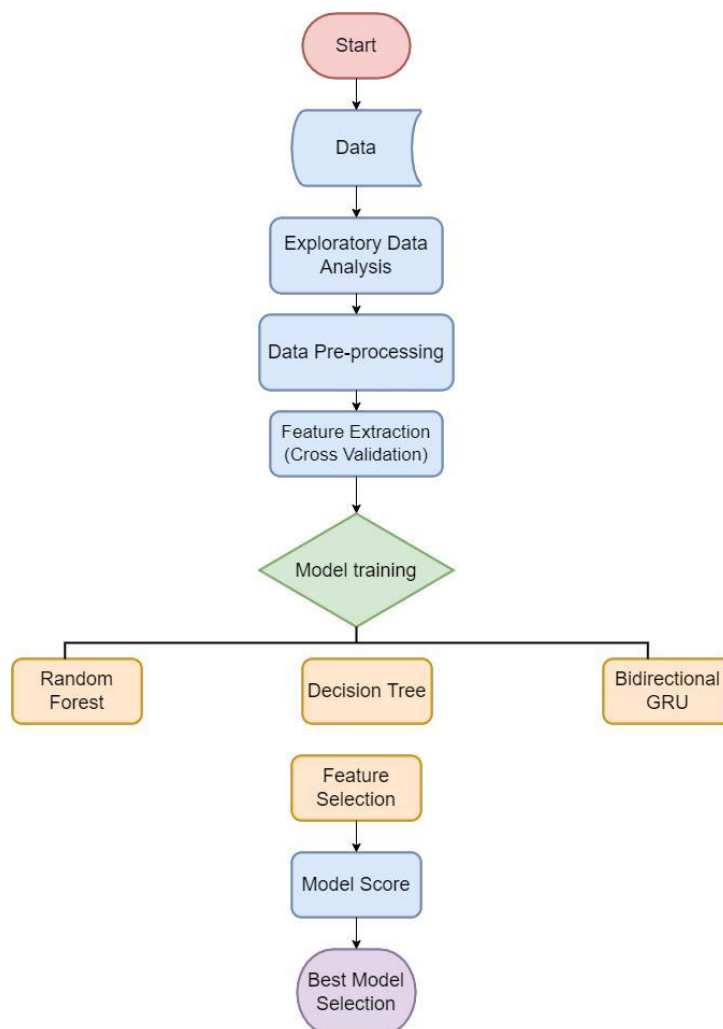 Start
Data
Exploratory Data
Analysis
Data Pre-processing
Feature Extraction
(Cross Validation)
Model training
Random
Forest
Decision Tree
Bidirectional
GRU
Feature
Selection
Model Score
Best Model
Selection